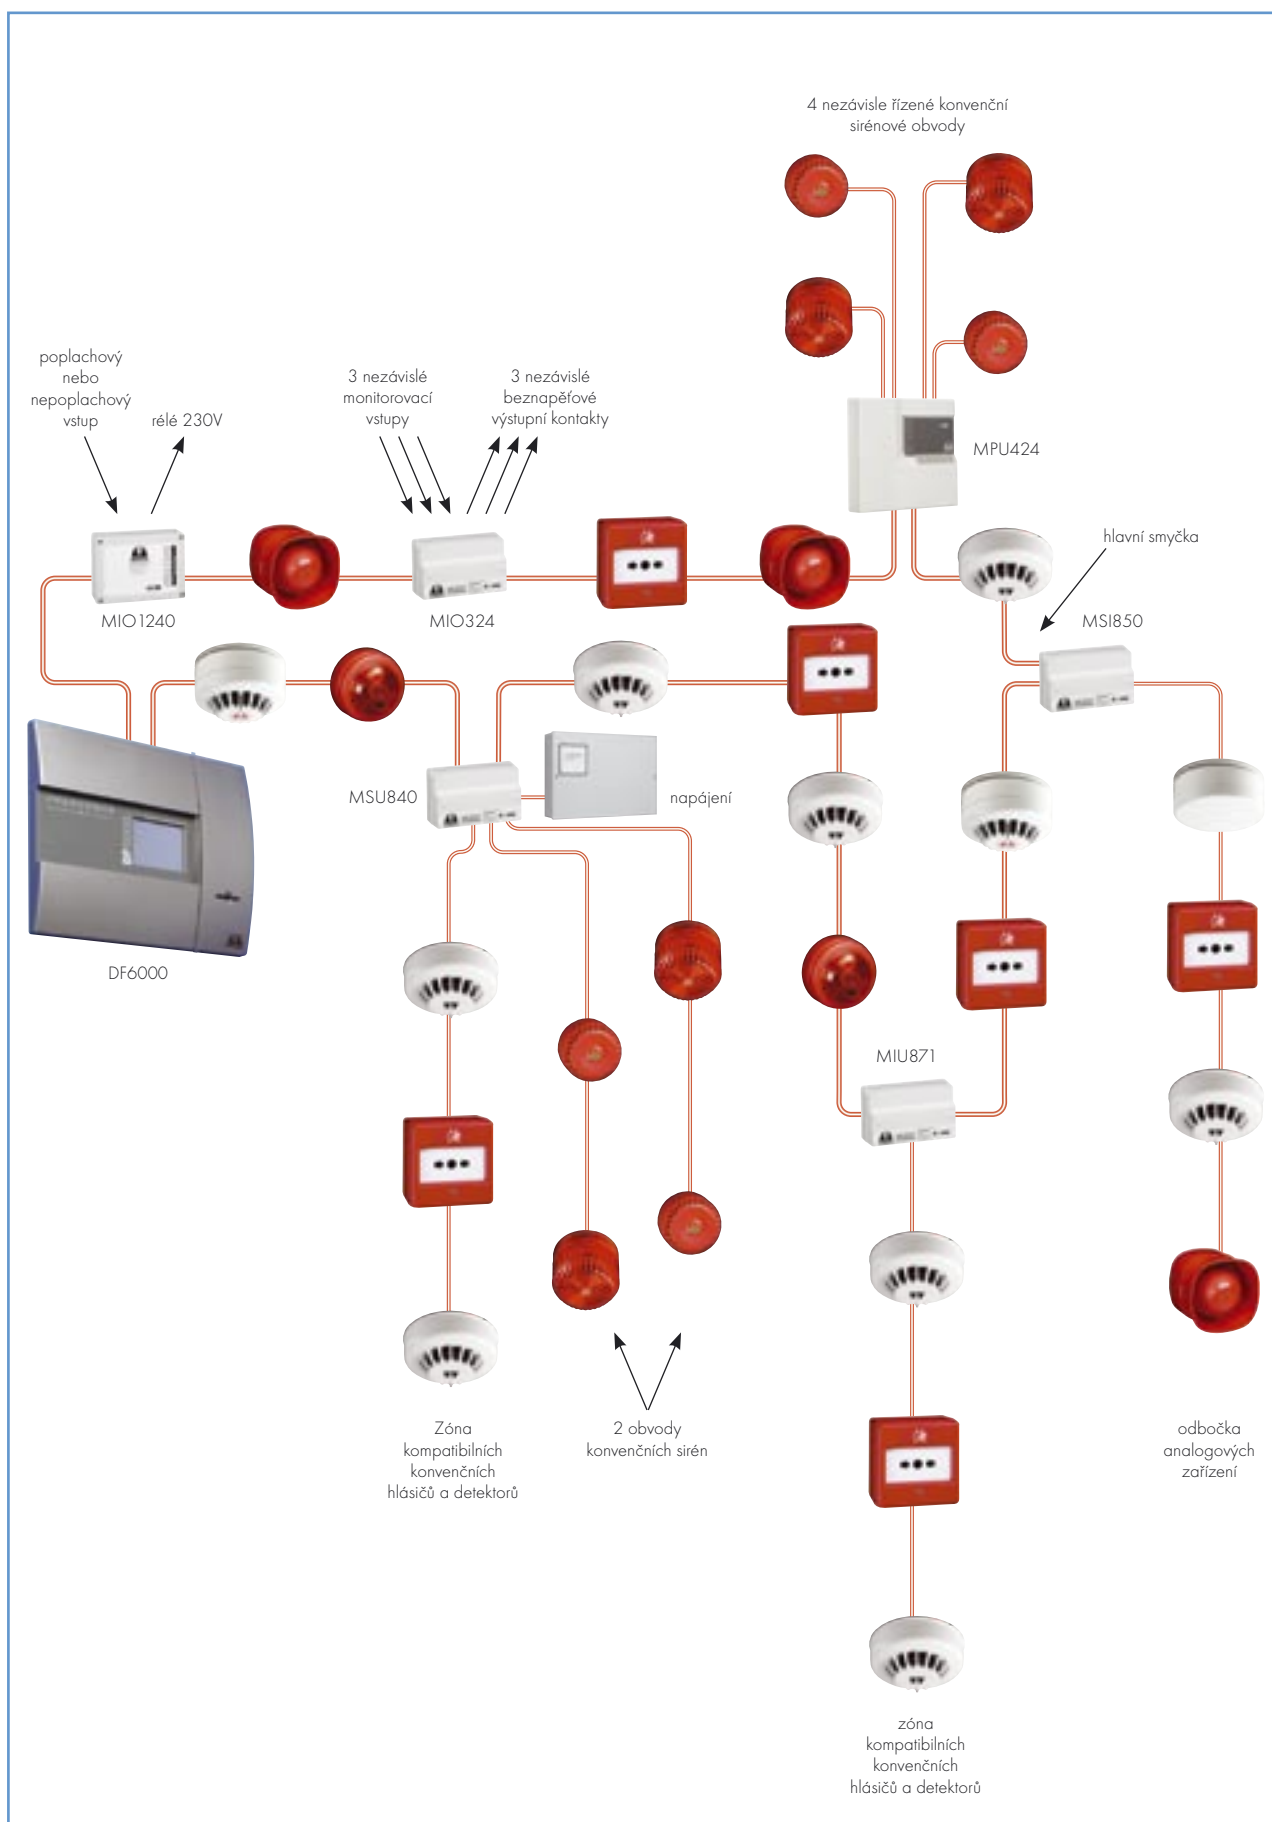 4 nezávisle řízené konvenční
sirénové obvody
poplachový
nebo
nepoplachový
vstup
rélé 230V
3 nezávislé
monitorovací
vstupy
3 nezávislé
beznapěťové
výstupní kontakty
MPU424
hlavní smyčka
MIO1240
MIO324
MSI850
MSU840
napájení
DF6000
MIU871
Zóna
kompatibilních
konvenčních
hlásičů a detektorů
2 obvody
konvenčních sirén
odbočka
analogových
zařízení
zóna
kompatibilních
konvenčních
hlásičů a detektorů